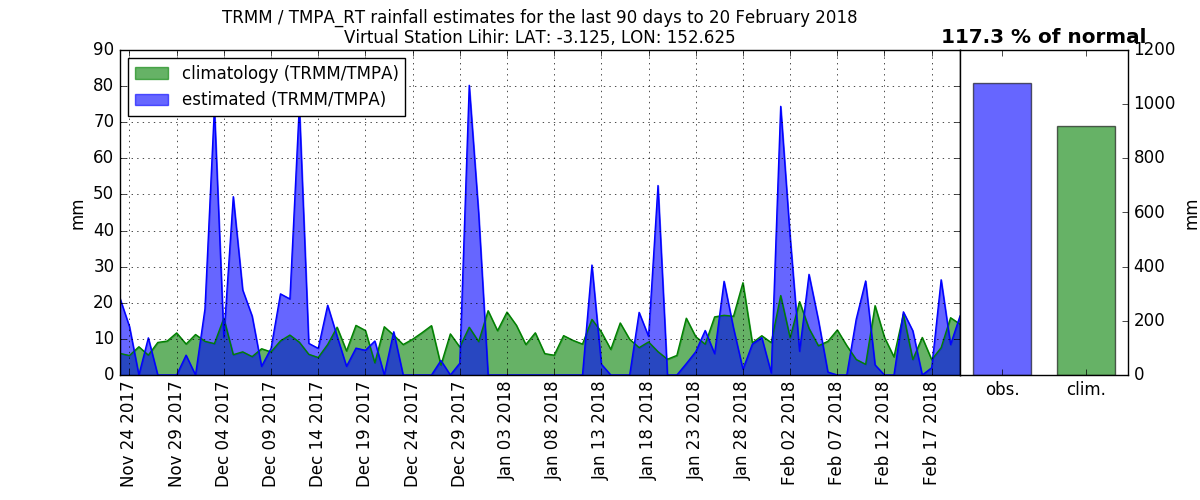 TRMM / TMPA_RT rainfall estimates for the last 90 days to 20 February 2018
Virtual Station Lihir: LAT: -3.125, LON: 152.625
117.3 % of normal
climatology (TRMM/TMPA)
estimated (TRMM/TMPA)
mm
90
80
70
60
50
40
30
20
10
0
Nov 24 2017
Nov 29 2017
Dec 04 2017
Dec 09 2017
Dec 14 2017
Dec 19 2017
Dec 24 2017
Dec 29 2017
Jan 03 2018
Jan 08 2018
Jan 13 2018
Jan 18 2018
Jan 23 2018
Jan 28 2018
Feb 02 2018
Feb 07 2018
Feb 12 2018
Feb 17 2018
obs.
clim.
1200
1000
800
600
400
200
0
mm